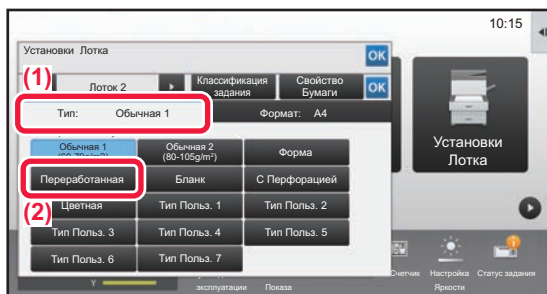 10:15
Установки Лотка
OK
(1)
Лоток 2
Классификация
задания
Свойство
Бумаги
OK
Тип: Обычная 1
Формат: A4
Обычная 1
Обычная 2
(80-105g/m²)
Форма
Переработанная
Бланк
С Перфорацией
(2)
Цветная
Тип Польз. 1
Тип Польз. 2
Тип Польз. 3
Тип Польз. 4
Тип Польз. 5
Тип Польз. 6
Тип Польз. 7
Установки
Лотка
Y
эксплуатации
Показа
Счетчик
Настройка
Яркости
Статус задания